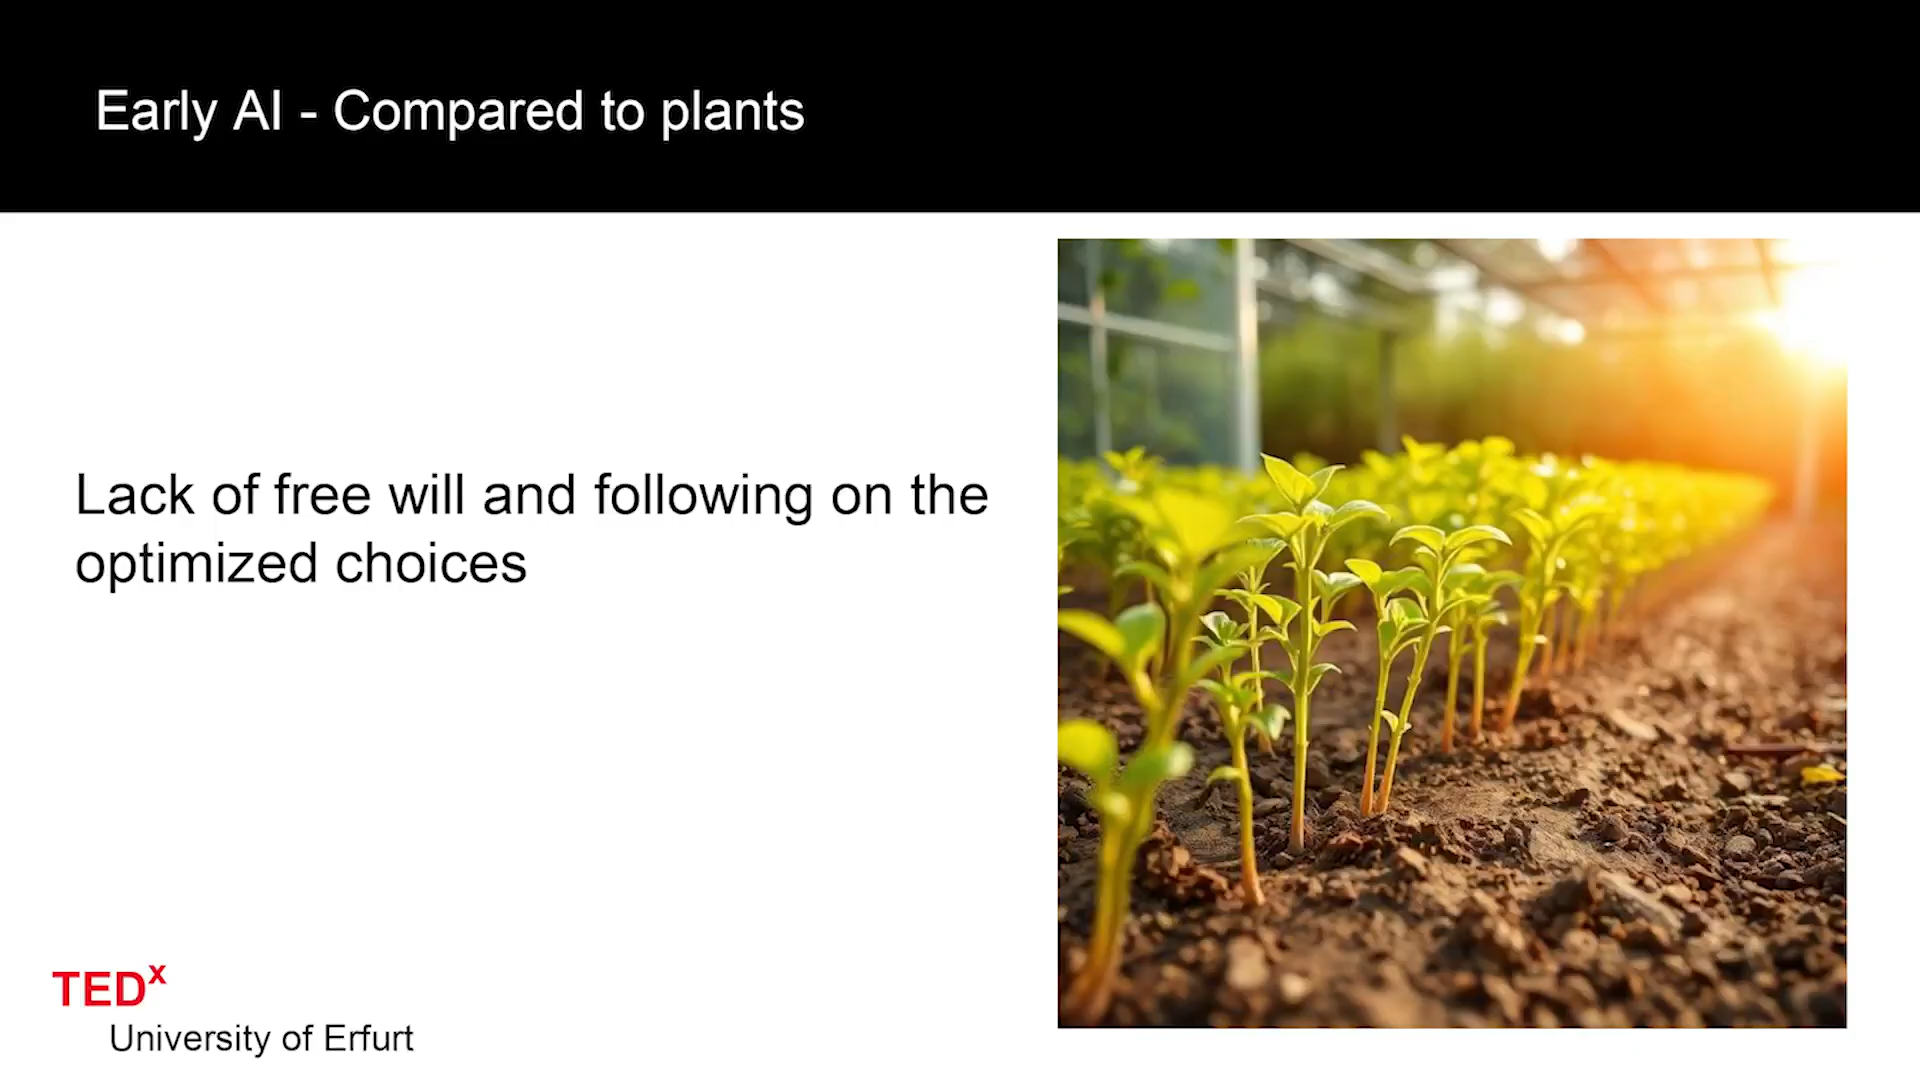 Early AI - Compared to plants
Lack of free will and following on the
optimized choices
TEDx
University of Erfurt